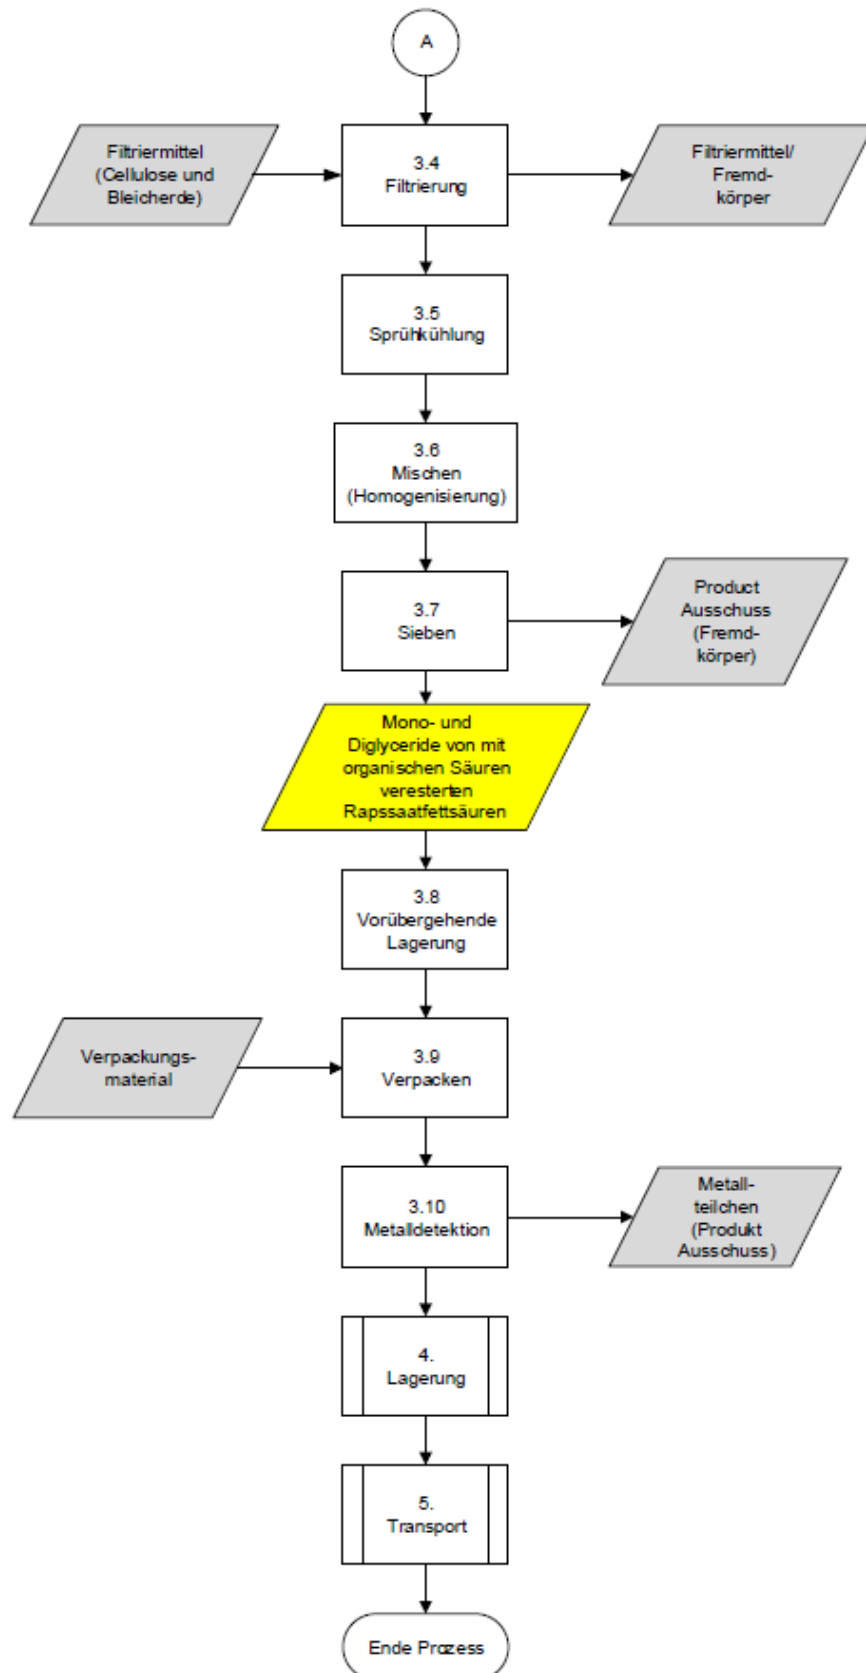 A
Filtriermittel
(Cellulose und
Bleicherde)
3.4
Filtrierung
Filtriermittel/
Fremd-
körper
3.5
Sprühkühlung
3.6
Mischen
(Homogenisierung)
3.7
Sieben
Product
Ausschuss
(Fremd-
körper)
Mono- und
Diglyceride von mit
organischen Säuren
veresterten
Rapssaatfettsäuren
3.8
Vorübergehende
Lagerung
Verpackungs-
material
3.9
Verpacken
3.10
Metalldetektion
Metall-
teilchen
(Produkt
Ausschuss)
4.
Lagerung
5.
Transport
Ende Prozess